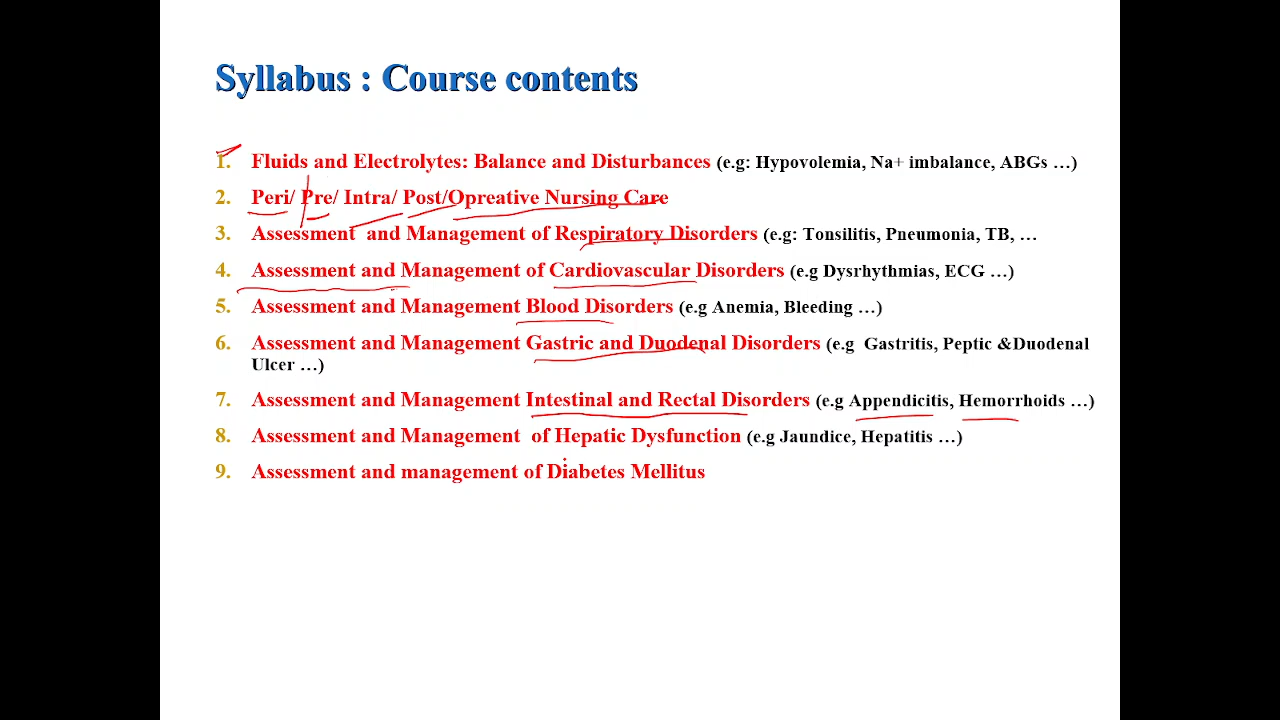 Syllabus : Course contents
1. Fluids and Electrolytes: Balance and Disturbances (e.g: Hypovolemia, Na+ imbalance, ABGs …)
2. Peri/ Pre/ Intra/ Post/Opreative Nursing Care
3. Assessment and Management of Respiratory Disorders (e.g: Tonsilitis, Pneumonia, TB, …
4. Assessment and Management of Cardiovascular Disorders (e.g Dysrhythmias, ECG …)
5. Assessment and Management Blood Disorders (e.g Anemia, Bleeding …)
6. Assessment and Management Gastric and Duodenal Disorders (e.g Gastritis, Peptic &Duodenal
Ulcer …)
7. Assessment and Management Intestinal and Rectal Disorders (e.g Appendicitis, Hemorrhoids …)
8. Assessment and Management of Hepatic Dysfunction (e.g Jaundice, Hepatitis …)
9. Assessment and management of Diabetes Mellitus